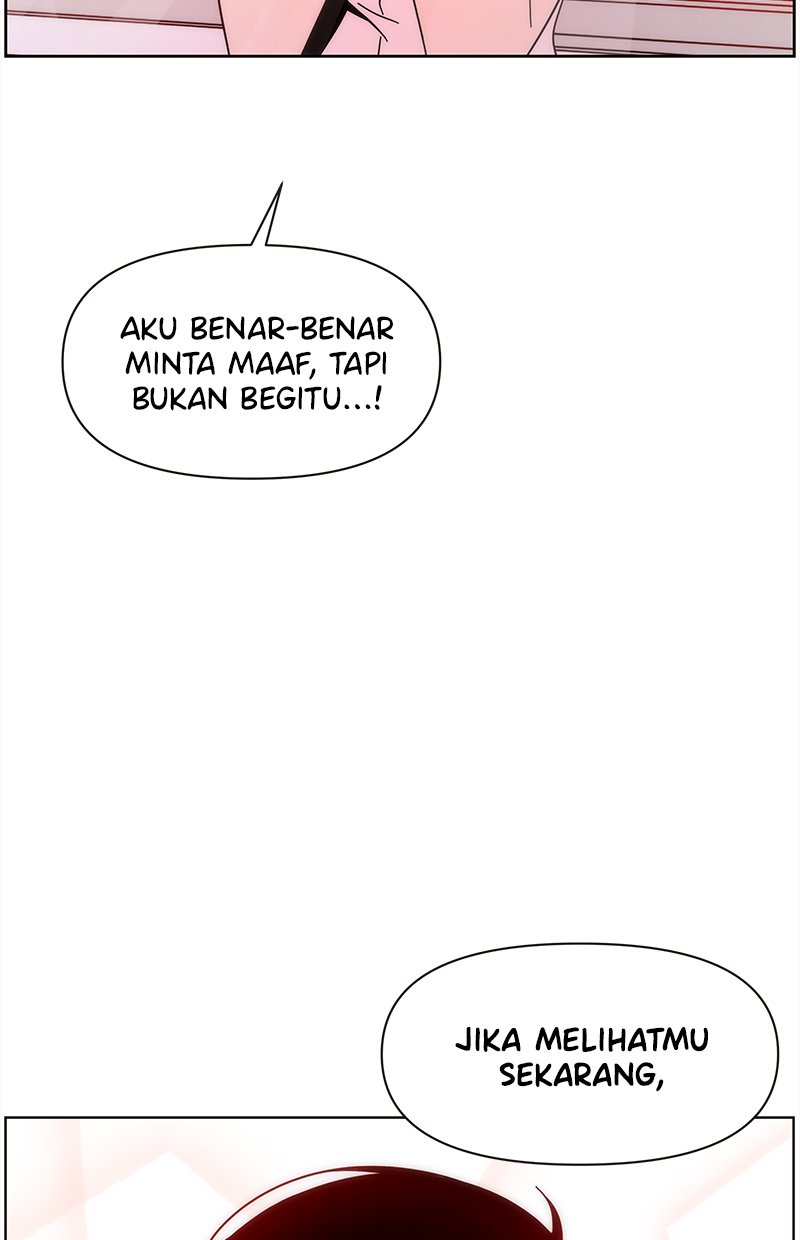 AKU BENAR-BENAR
MINTA MAAF, TAPI
BUKAN BEGITU...!
JIKA MELIHATMU
SEKARANG,